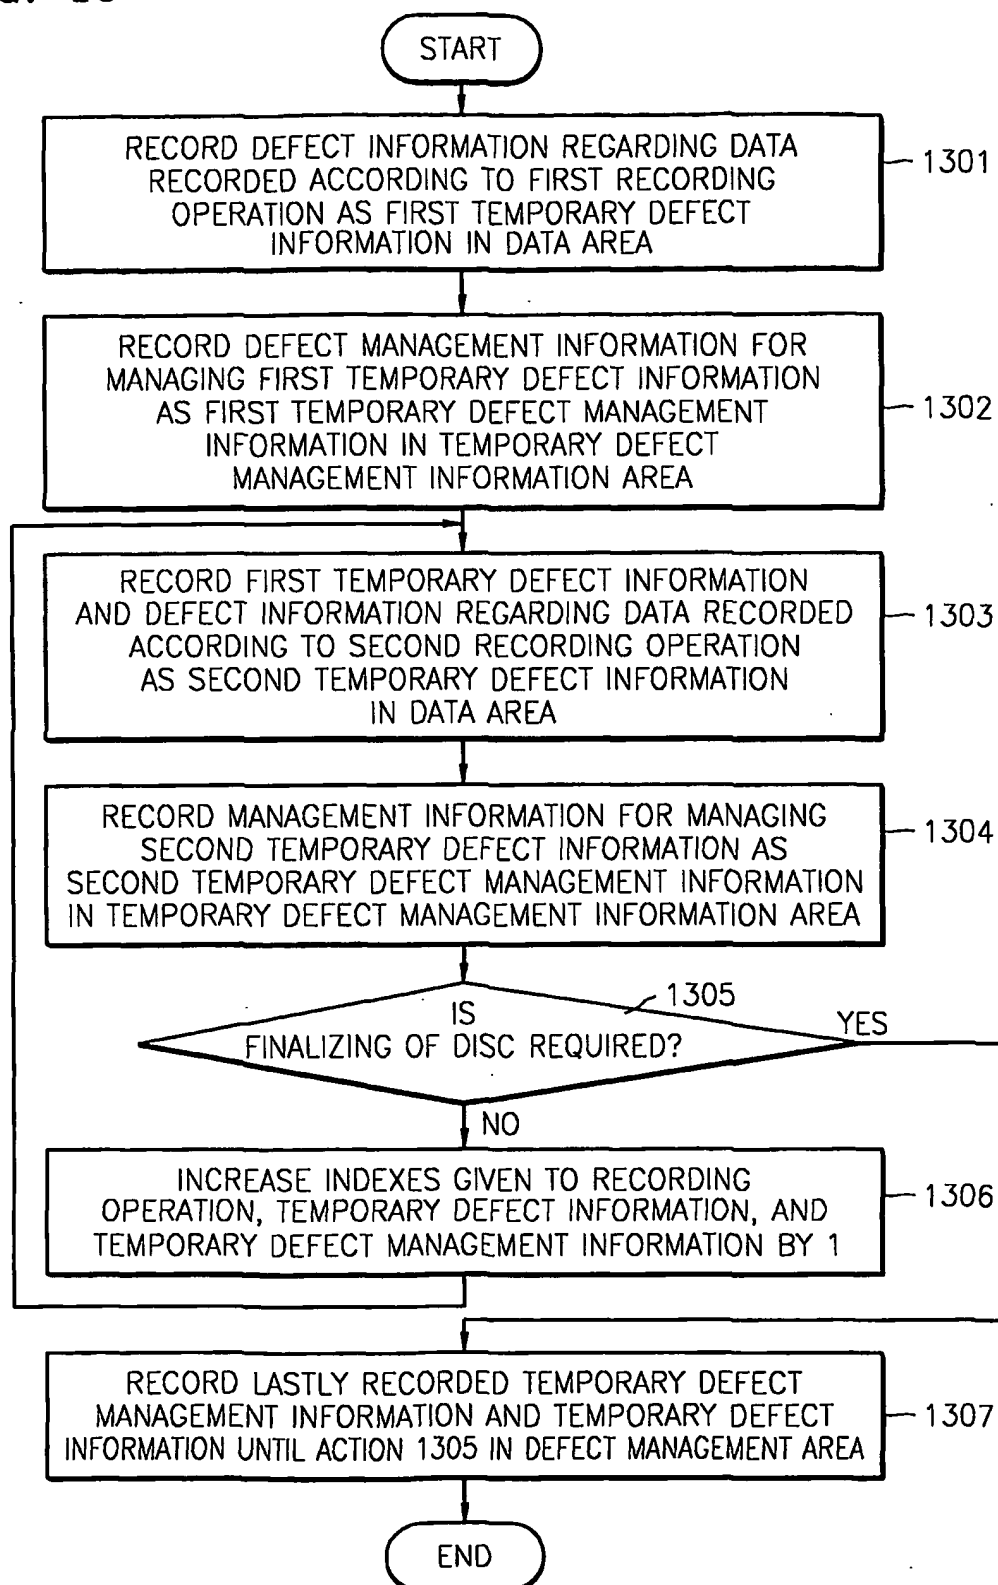 START
RECORD DEFECT INFORMATION REGARDING DATA
RECORDED ACCORDING TO FIRST RECORDING
OPERATION AS FIRST TEMPORARY DEFECT
INFORMATION IN DATA AREA
1301
RECORD DEFECT MANAGEMENT INFORMATION FOR
MANAGING FIRST TEMPORARY DEFECT INFORMATION
AS FIRST TEMPORARY DEFECT MANAGEMENT
INFORMATION IN TEMPORARY DEFECT
MANAGEMENT INFORMATION AREA
1302
RECORD FIRST TEMPORARY DEFECT INFORMATION
AND DEFECT INFORMATION REGARDING DATA RECORDED
ACCORDING TO SECOND RECORDING OPERATION
AS SECOND TEMPORARY DEFECT INFORMATION
IN DATA AREA
1303
RECORD MANAGEMENT INFORMATION FOR MANAGING
SECOND TEMPORARY DEFECT INFORMATION AS
SECOND TEMPORARY DEFECT MANAGEMENT INFORMATION
IN TEMPORARY DEFECT MANAGEMENT INFORMATION AREA
1304
1305
IS
FINALIZING OF DISC REQUIRED?
YES
NO
INCREASE INDEXES GIVEN TO RECORDING
OPERATION, TEMPORARY DEFECT INFORMATION, AND
TEMPORARY DEFECT MANAGEMENT INFORMATION BY 1
1306
RECORD LASTLY RECORDED TEMPORARY DEFECT
MANAGEMENT INFORMATION AND TEMPORARY DEFECT
INFORMATION UNTIL ACTION 1305 IN DEFECT MANAGEMENT AREA
1307
END